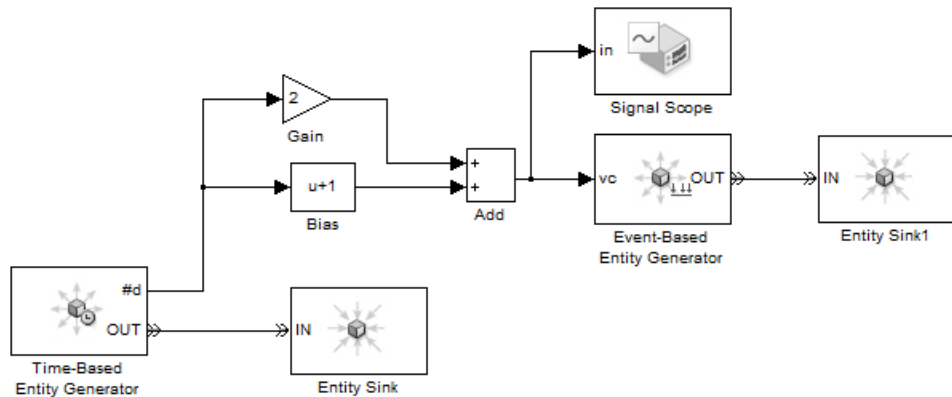 in
Signal Scope
2
Gain
u+1
Bias
+
+
Add
vc
OUT
Event-Based
Entity Generator
IN
Entity Sink1
#d
OUT
Time-Based
Entity Generator
IN
Entity Sink